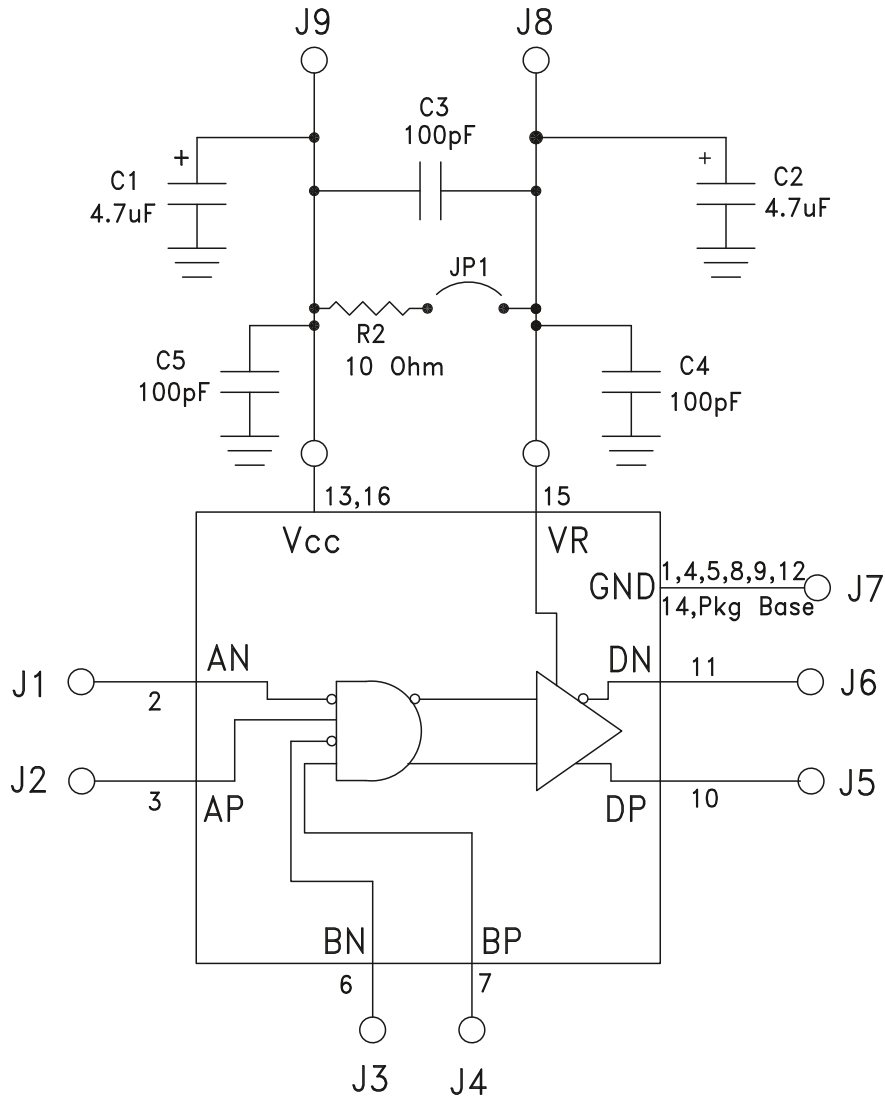 J9
J8
C3
100pF
+
+
C1
4.7uF
C2
4.7uF
JP1
R2
10 Ohm
C5
100pF
C4
100pF
13,16
15
Vcc
VR
GND
1,4,5,8,9,12
14,Pkg Base
J7
AN
DN
J1
2
11
J6
J2
3
AP
DP
10
J5
BN
BP
6
7
J3
J4